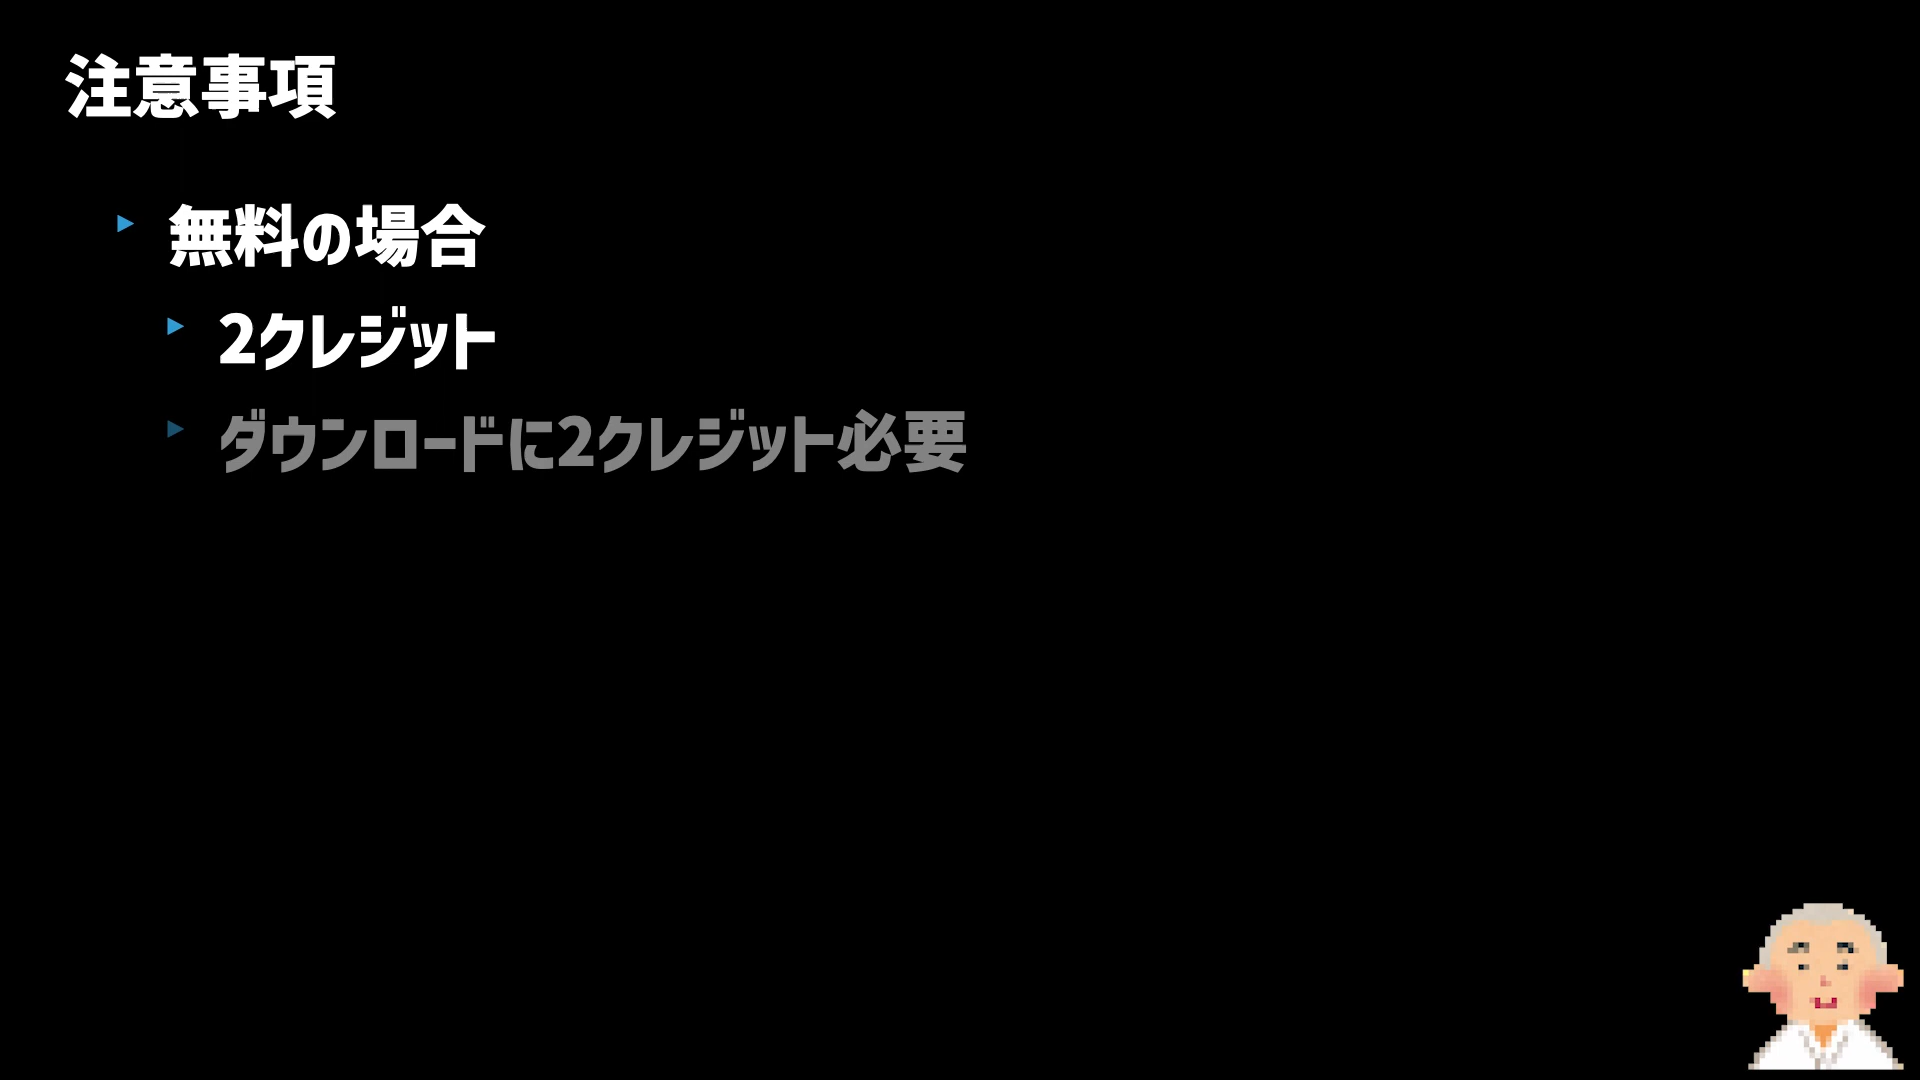 注意事項
無料の場合
2クレジット
ダウンロードに2クレジット必要